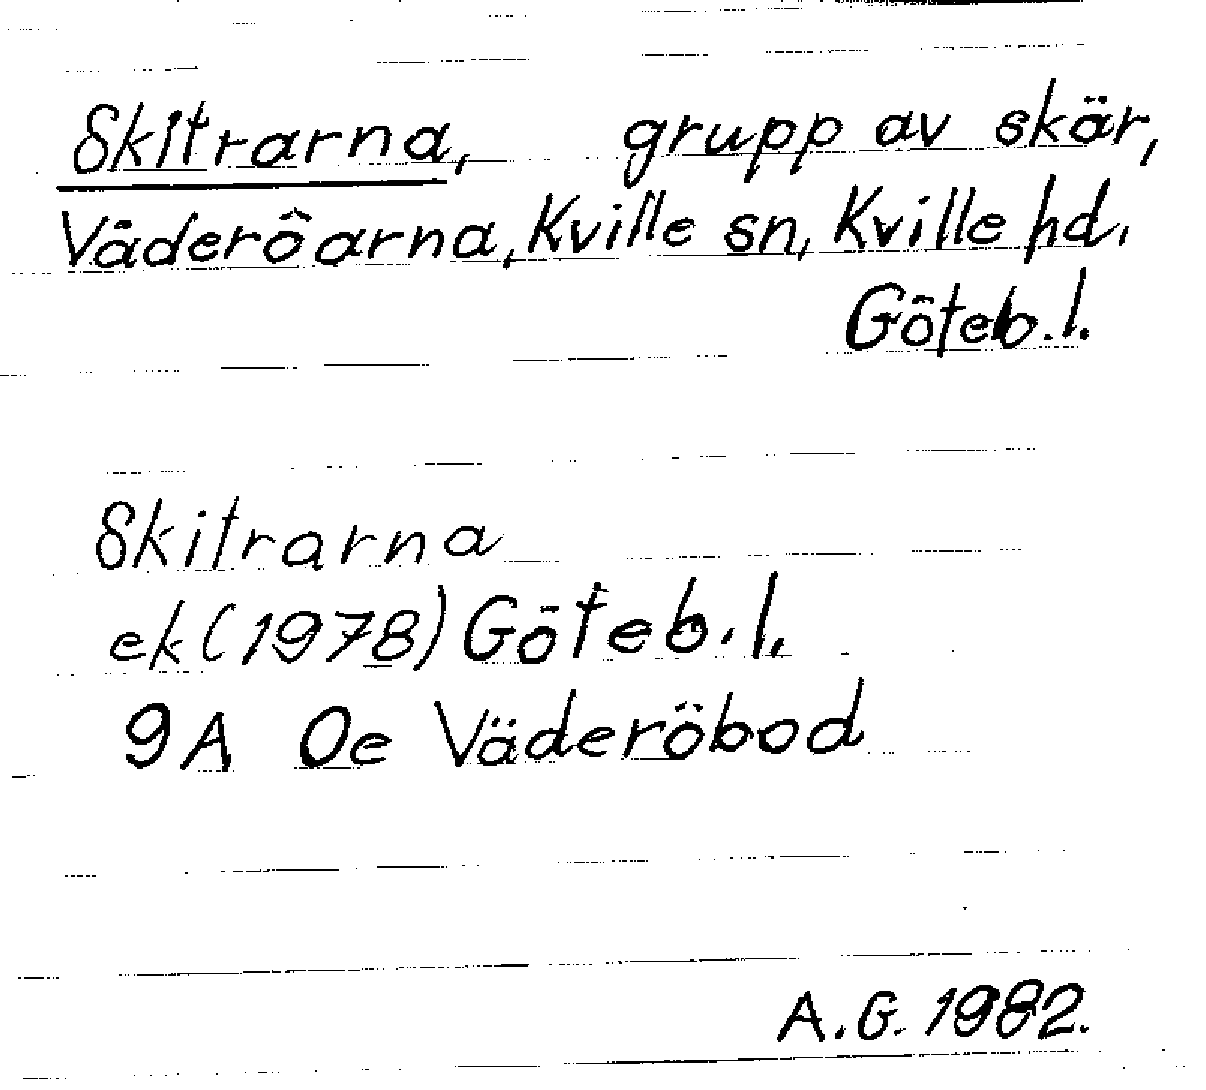 Skitrarna, grupp av skär,
Väderöarna, Kville sn, Kville hd,
Göteb. l.
Skitrarna
ek (1978) Göteb. l.
9A 0e Väderöbod
A.G. 1982.